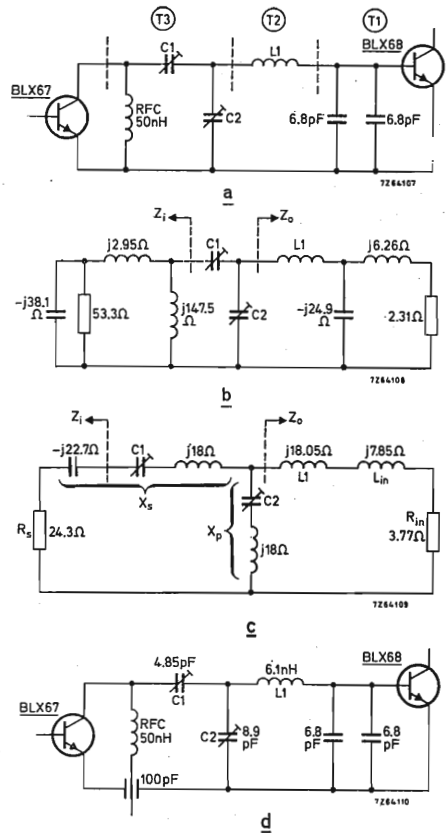 T3 T2 T1
C1 L1 BLX68
BLX67
RFC
50nH
C2
6.8pF 6.8pF
7Z64107
a
Zi Zo
j2.95Ω C1 L1 j6.26Ω
-j38.1
Ω
53.3Ω
j147.5
Ω
C2
-j24.9
Ω
2.31Ω
7Z64108
b
Zi Zo
-j22.7Ω C1 j18Ω j18.05Ω j7.85Ω
L1 Lin
Xs
C2
Rs
24.3Ω
Xp
Rin
3.77Ω
j18Ω
7Z64109
c
4.85pF 6.1nH BLX68
C1 L1
BLX67
RFC
50nH
C2
8.9
pF
6.8
pF
6.8
pF
100pF
7Z64110
d